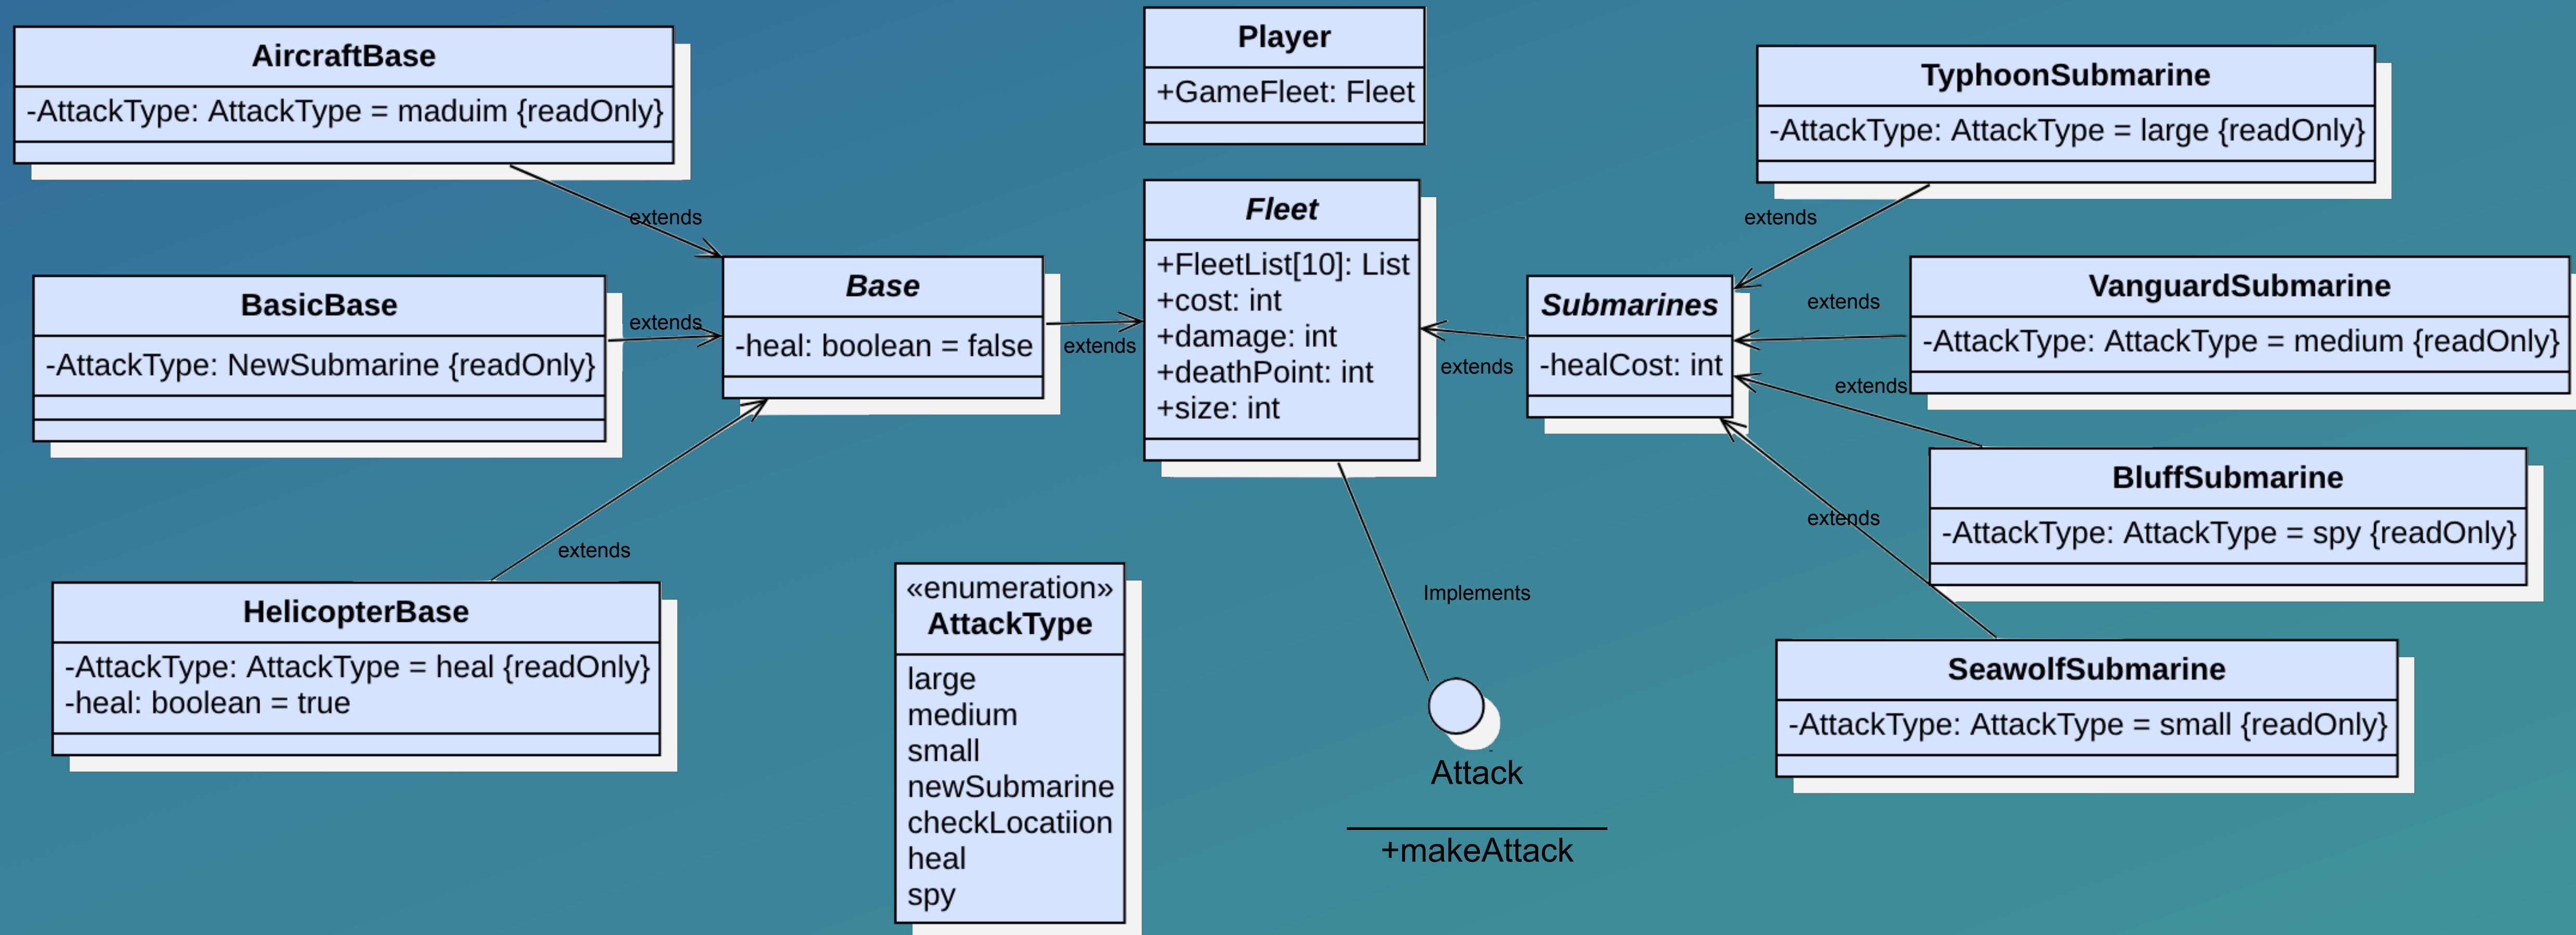 AircraftBase
-AttackType: AttackType = maduim {readOnly}
extends
BasicBase
-AttackType: NewSubmarine {readOnly}
extends
HelicopterBase
-AttackType: AttackType = heal {readOnly}
-heal: boolean = true
extends
Base
-heal: boolean = false
extends
Player
+GameFleet: Fleet
Fleet
+FleetList[10]: List
+cost: int
+damage: int
+deathPoint: int
+size: int
«enumeration»
AttackType
large
medium
small
newSubmarine
checkLocatiion
heal
spy
Implements
Attack
+makeAttack
extends
Submarines
-healCost: int
TyphoonSubmarine
-AttackType: AttackType = large {readOnly}
extends
VanguardSubmarine
-AttackType: AttackType = medium {readOnly}
extends
BluffSubmarine
-AttackType: AttackType = spy {readOnly}
extends
SeawolfSubmarine
-AttackType: AttackType = small {readOnly}
extends